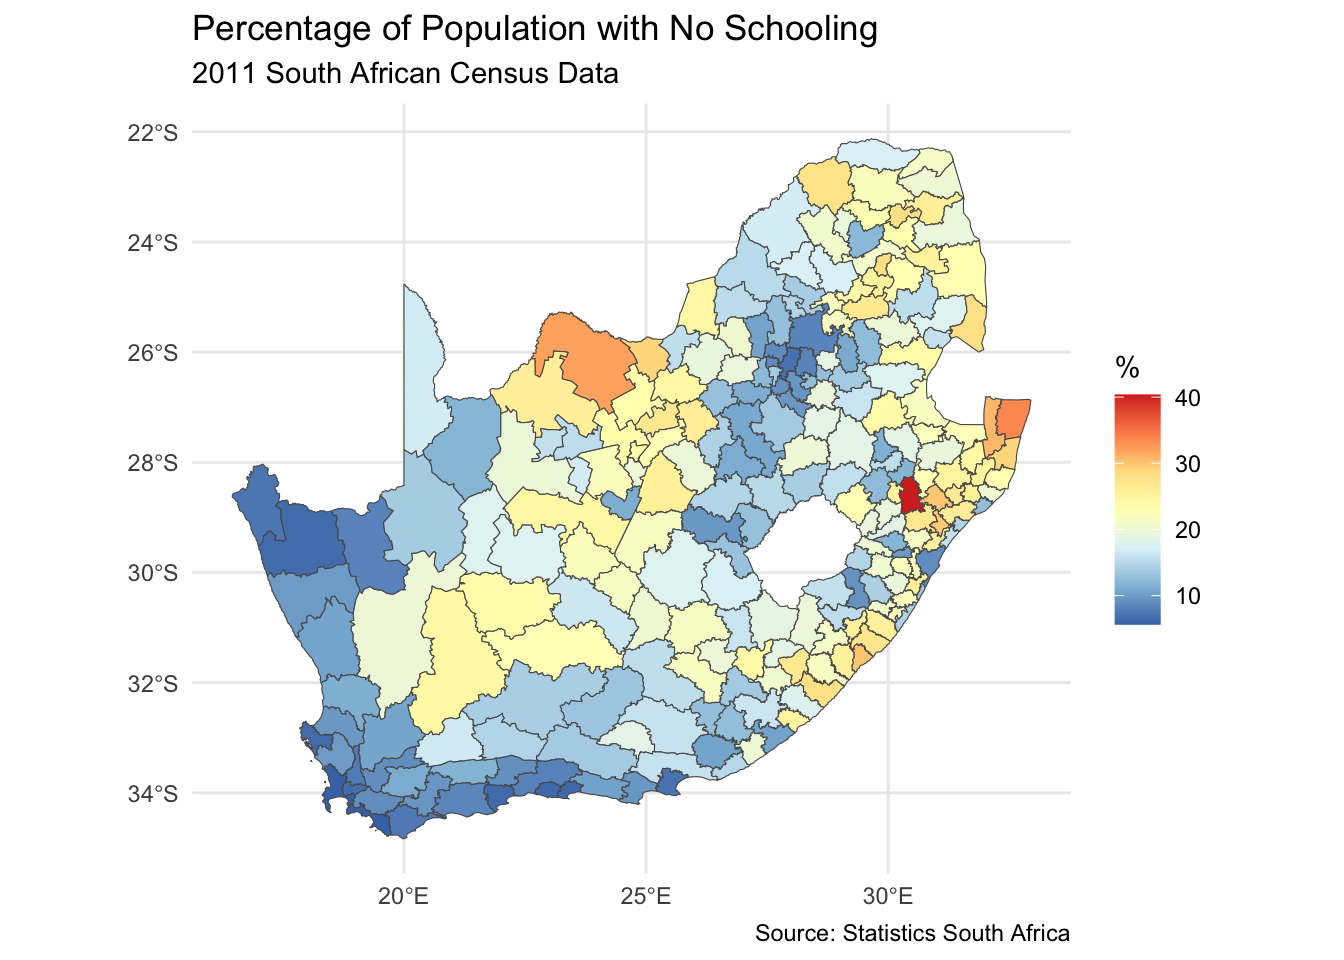 Percentage of Population with No Schooling
2011 South African Census Data
22°S
24°S
26°S
28°S
30°S
32°S
34°S
20°E
25°E
30°E
%
40
30
20
10
Source: Statistics South Africa